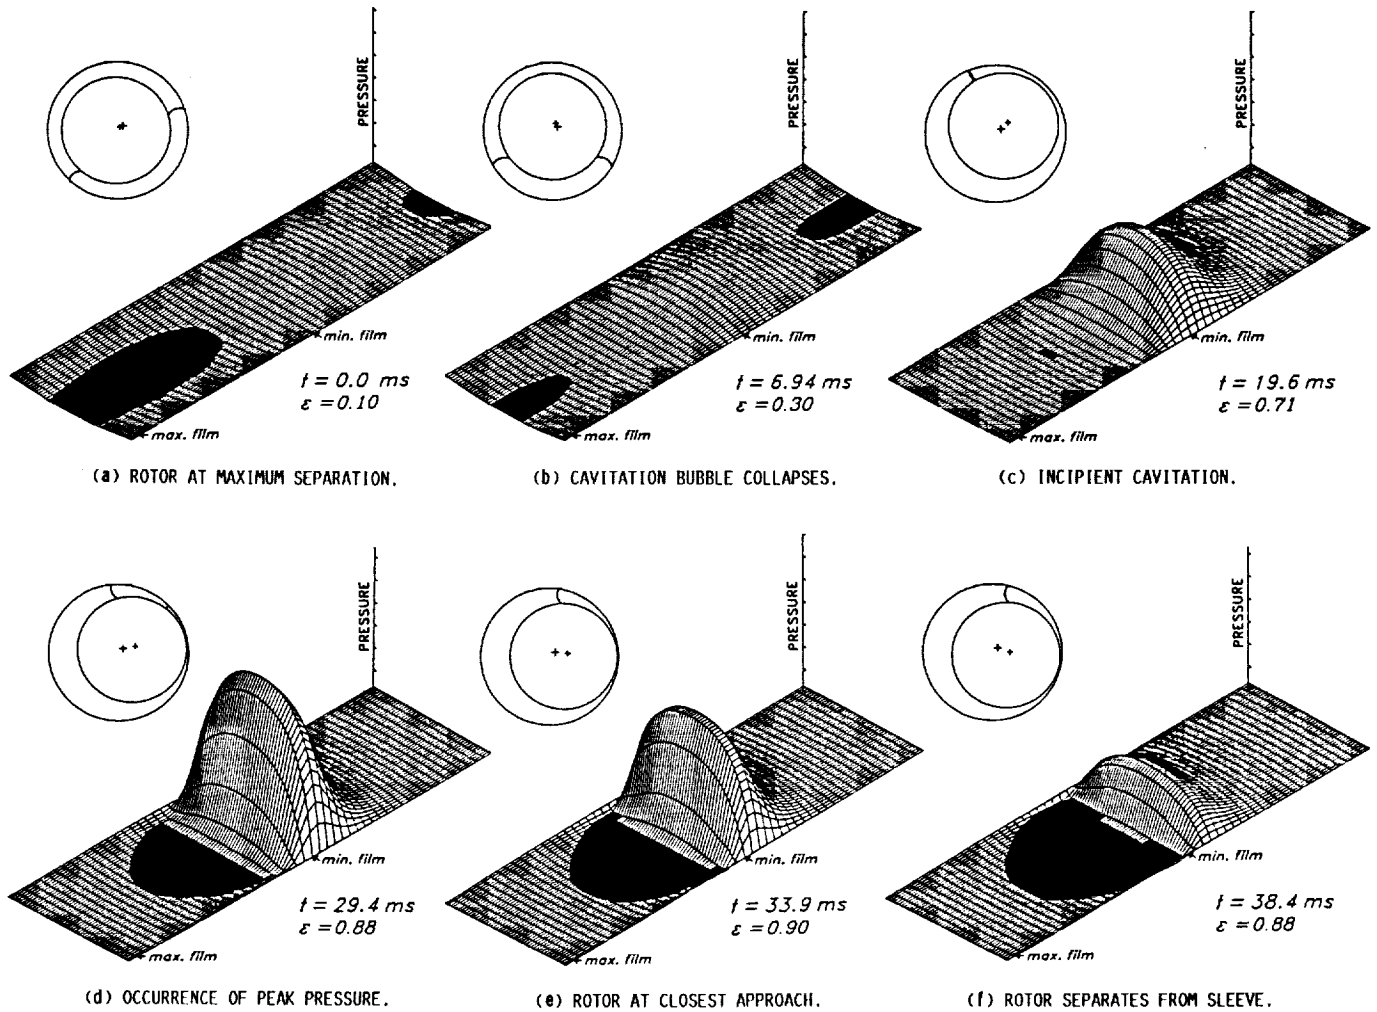 PRESSURE
min. film
t = 0.0 ms
ε = 0.10
max. film
(a) ROTOR AT MAXIMUM SEPARATION.
PRESSURE
min. film
t = 6.94 ms
ε = 0.30
max. film
(b) CAVITATION BUBBLE COLLAPSES.
PRESSURE
min. film
t = 19.6 ms
ε = 0.71
max. film
(c) INCIPIENT CAVITATION.
PRESSURE
min. film
t = 29.4 ms
ε = 0.88
max. film
(d) OCCURRENCE OF PEAK PRESSURE.
PRESSURE
min. film
t = 33.9 ms
ε = 0.90
max. film
(e) ROTOR AT CLOSEST APPROACH.
PRESSURE
min. film
t = 38.4 ms
ε = 0.88
max. film
(f) ROTOR SEPARATES FROM SLEEVE.